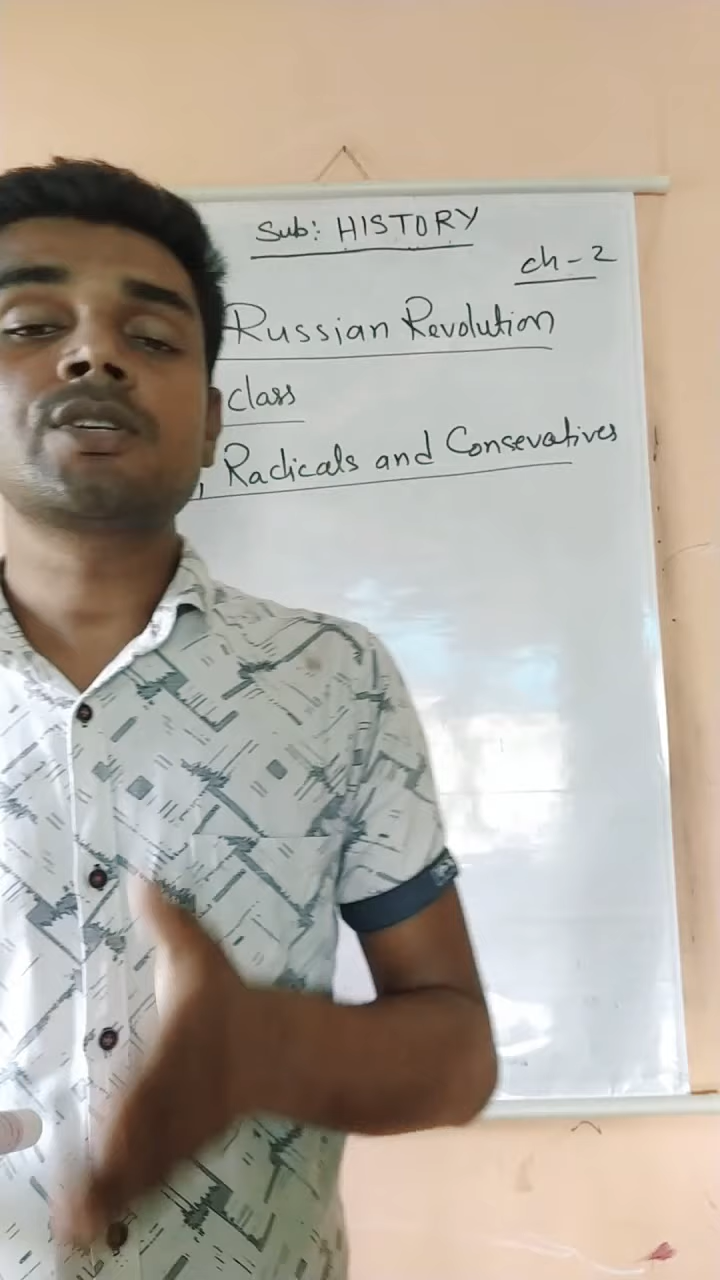 Sub: HISTORY
ch-2
Russian Revolution
class
, Radicals and Consevatives